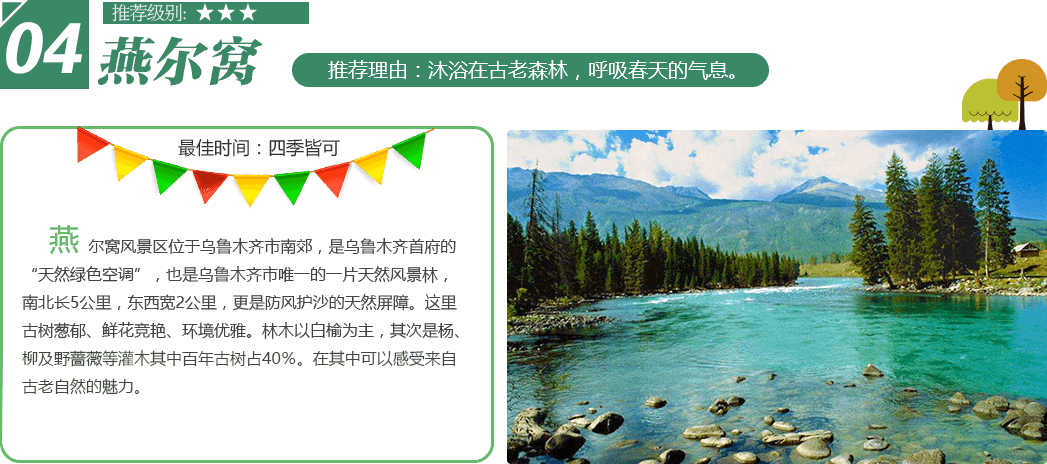 推荐级别: ★★★
04
燕尔窝
推荐理由：沐浴在古老森林，呼吸春天的气息。
最佳时间：四季皆可
燕尔窝风景区位于乌鲁木齐市南郊，是乌鲁木齐首府的
“天然绿色空调”，也是乌鲁木齐市唯一的一片天然风景林，
南北长5公里，东西宽2公里，更是防风护沙的天然屏障。这里
古树葱郁、鲜花竞艳、环境优雅。林木以白榆为主，其次是杨、
柳及野蔷薇等灌木其中百年古树占40%。在其中可以感受来自
古老自然的魅力。